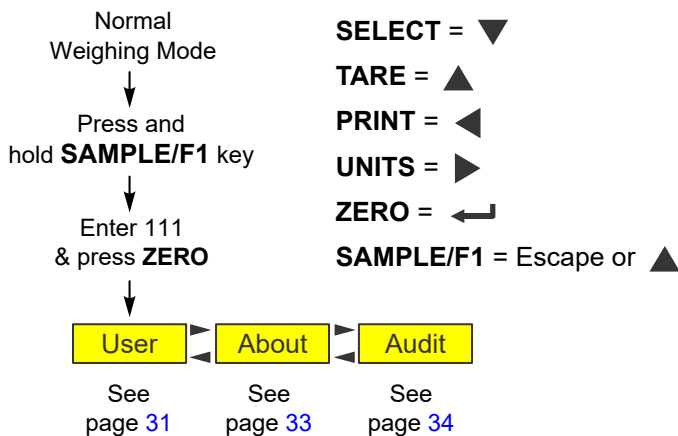 Normal
Weighing Mode
Press and
hold SAMPLE/F1 key
Enter 111
& press ZERO
SELECT = ▼
TARE = ▲
PRINT = ◀
UNITS = ▶
ZERO = ↵
SAMPLE/F1 = Escape or ▲
User
About
Audit
See
page 31
See
page 33
See
page 34